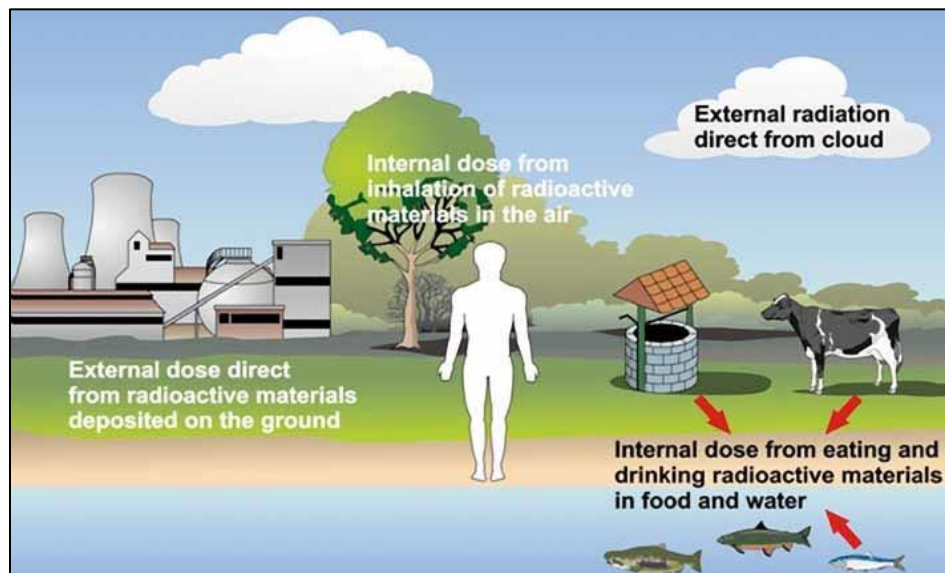 External radiation
direct from cloud
Internal dose from
inhalation of radioactive
materials in the air
External dose direct
from radioactive materials
deposited on the ground
Internal dose from eating and
drinking radioactive materials
in food and water